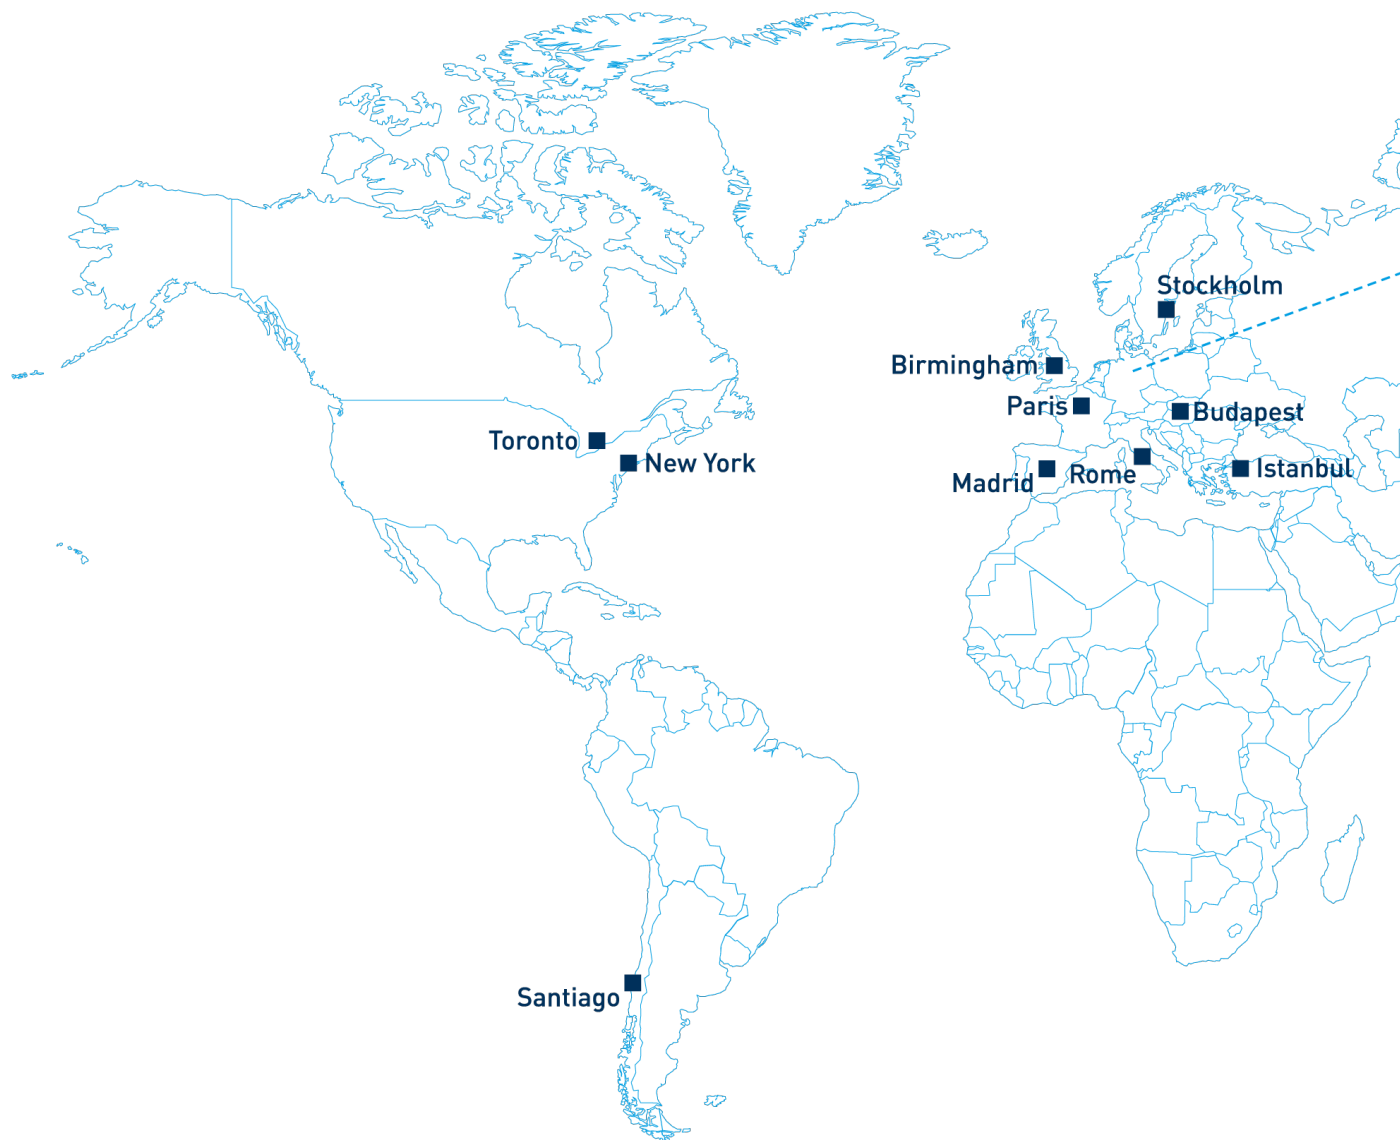 Stockholm
Birmingham
Paris
Budapest
Toronto
New York
Madrid
Rome
Istanbul
Santiago